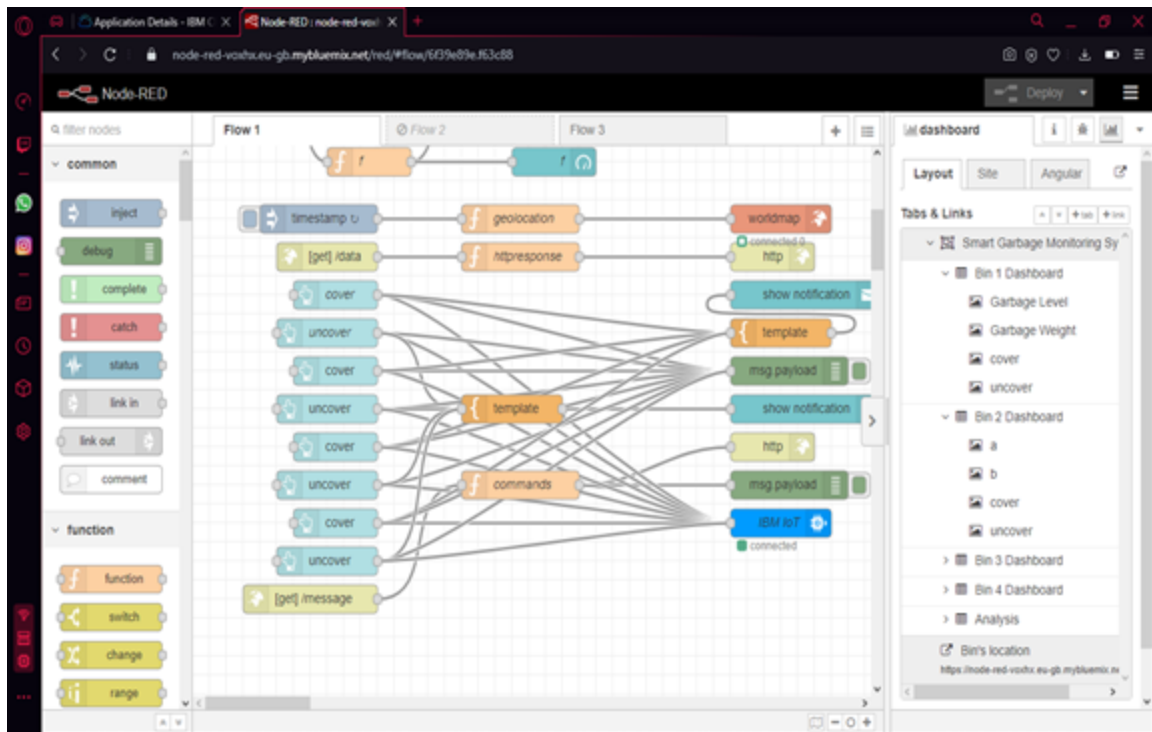 Application Details - IBM C
Node-RED : node-red-voxh
node-red-voxhx.eu-gb.mybluemix.net/red/#flow/6f39e89e.f63c88
Node-RED
Deploy
filter nodes
Flow 1
Flow 2
Flow 3
dashboard
common
inject
debug
complete
catch
status
link in
link out
comment
function
function
switch
change
range
f
f
timestamp
geolocation
worldmap
connected 0
[get] /data
httpresponse
http
cover
show notification
uncover
template
cover
msg.payload
uncover
template
show notification
cover
http
uncover
commands
msg.payload
cover
IBM IoT
connected
uncover
[get] /message
Layout
Site
Angular
Tabs & Links
tab
link
Smart Garbage Monitoring Sy
Bin 1 Dashboard
Garbage Level
Garbage Weight
cover
uncover
Bin 2 Dashboard
a
b
cover
uncover
Bin 3 Dashboard
Bin 4 Dashboard
Analysis
Bin's location
https://node-red-voxhx.eu-gb.mybluemix.ne